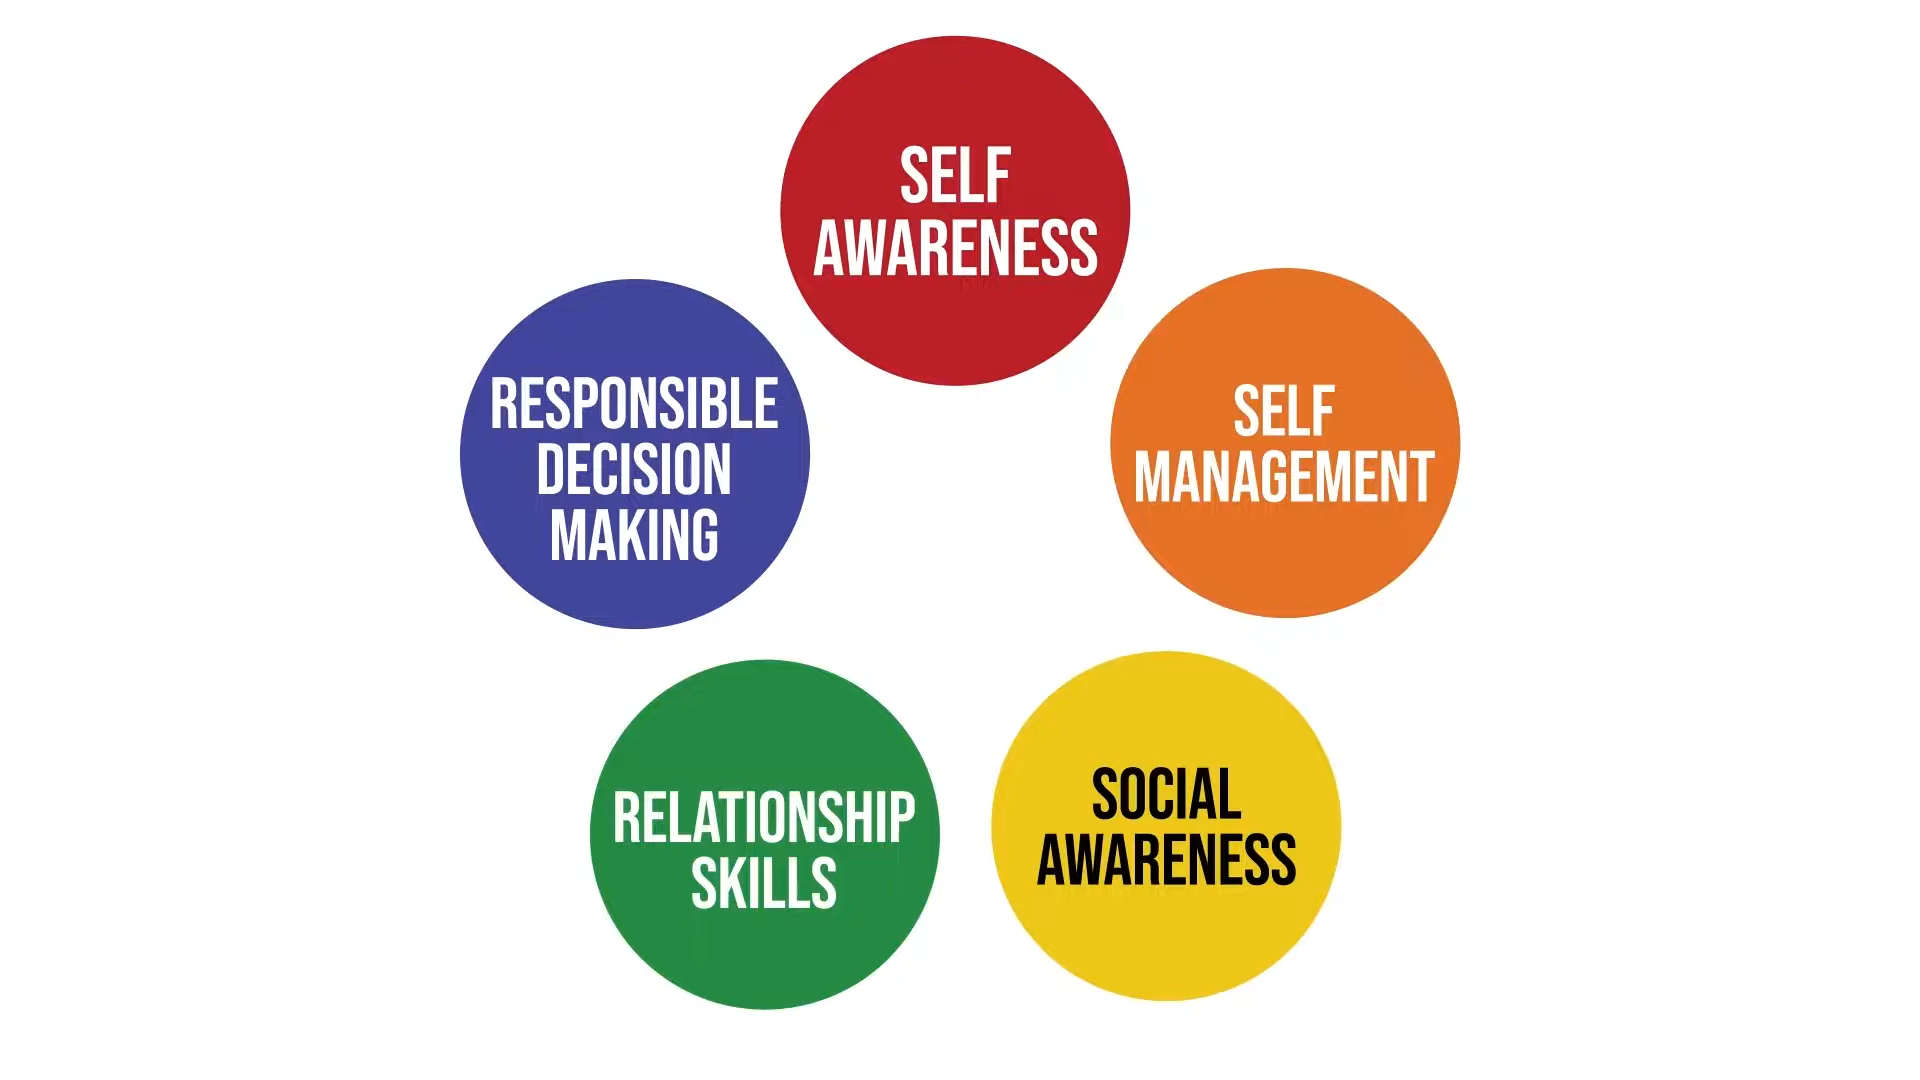 SELF
AWARENESS
SELF
MANAGEMENT
SOCIAL
AWARENESS
RELATIONSHIP
SKILLS
RESPONSIBLE
DECISION
MAKING